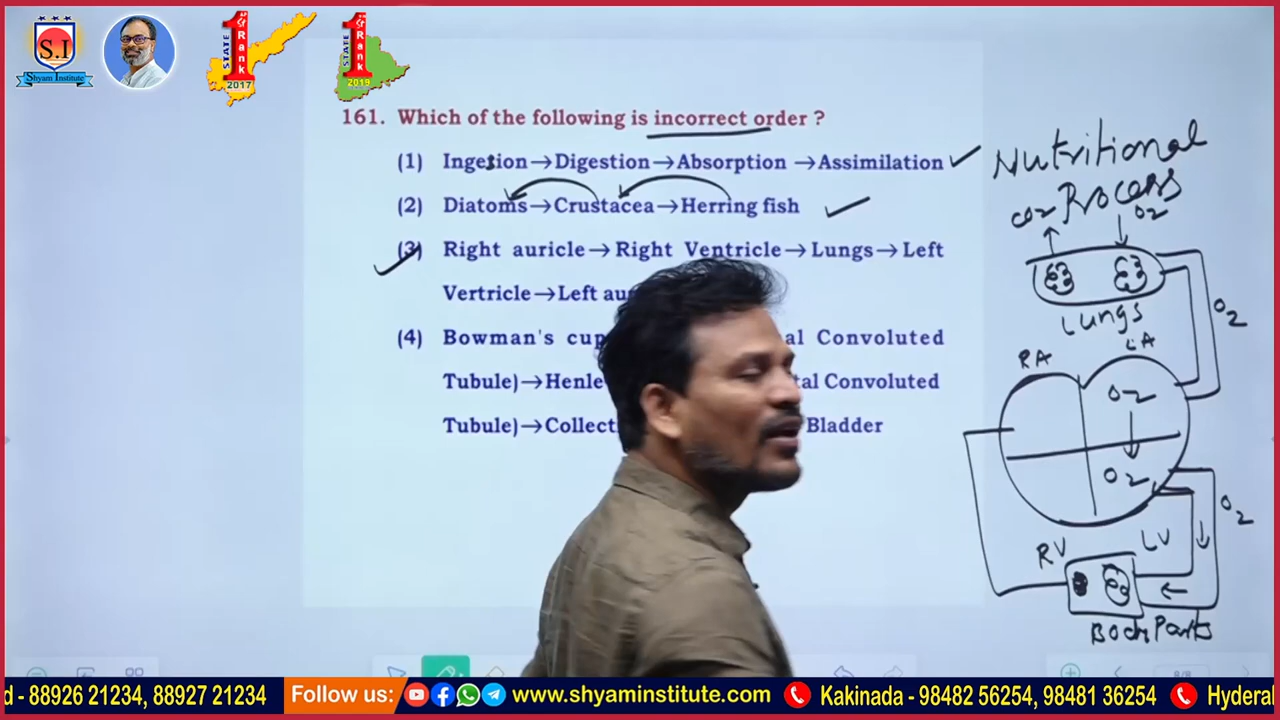 S.I
Shyam Institute
STATE 1st Rank
2017
STATE 1st Rank
2019
161. Which of the following is incorrect order ?
(1) Ingestion→Digestion→Absorption →Assimilation
(2) Diatoms→Crustacea→Herring fish
(3) Right auricle→Right Ventricle→Lungs→Left
Vertricle→Left au
(4) Bowman's cup al Convoluted
Tubule)→Henle tal Convoluted
Tubule)→Collect Bladder
Nutritional
Process
CO2 O2
Lungs
O2
RA LA
O2
O2
O2
RV LV
Body Parts
d - 88926 21234, 88927 21234 Follow us: www.shyaminstitute.com Kakinada - 98482 56254, 98481 36254 Hyderal